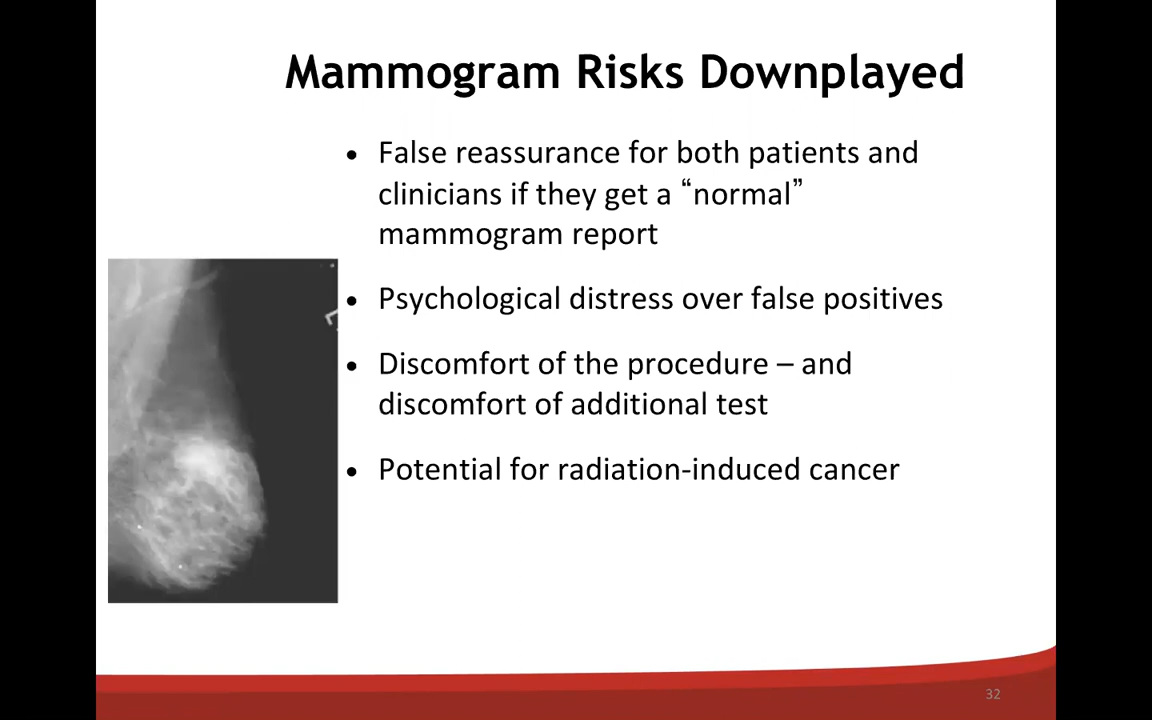 Mammogram Risks Downplayed
• False reassurance for both patients and
clinicians if they get a “normal”
mammogram report
• Psychological distress over false positives
• Discomfort of the procedure – and
discomfort of additional test
• Potential for radiation-induced cancer
32